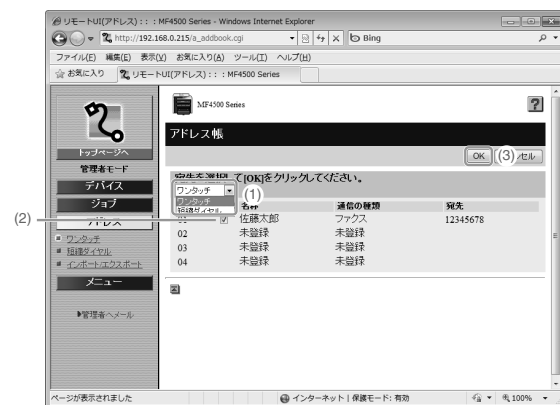 リモートUI(アドレス) : : : MF4500 Series - Windows Internet Explorer
http://192.168.0.215/a_addbook.cgi
Bing
ファイル(F) 編集(E) 表示(V) お気に入り(A) ツール(T) ヘルプ(H)
お気に入り リモートUI(アドレス) : : : MF4500 Series
MF4500 Series
アドレス帳
トップページへ
OK (3)
管理者モード
て[OK]をクリックしてください。
デバイス
ワンタッチ (1)
ジョブ
ワンタッチ 名称 通信の種類 宛先
短縮ダイヤル
(2) アドレス
01 佐藤太郎 ファクス 12345678
ワンタッチ
02 未登録 未登録
短縮ダイヤル
03 未登録 未登録
インポート/エクスポート
04 未登録 未登録
メニュー
管理者へメール
ページが表示されました インターネット | 保護モード: 有効 100%